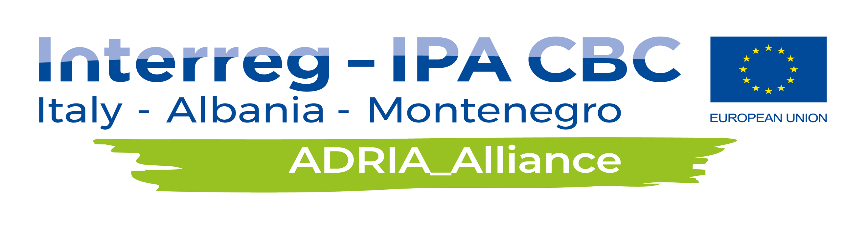 Interreg - IPA CBC
Italy - Albania - Montenegro
EUROPEAN UNION
ADRIA_Alliance